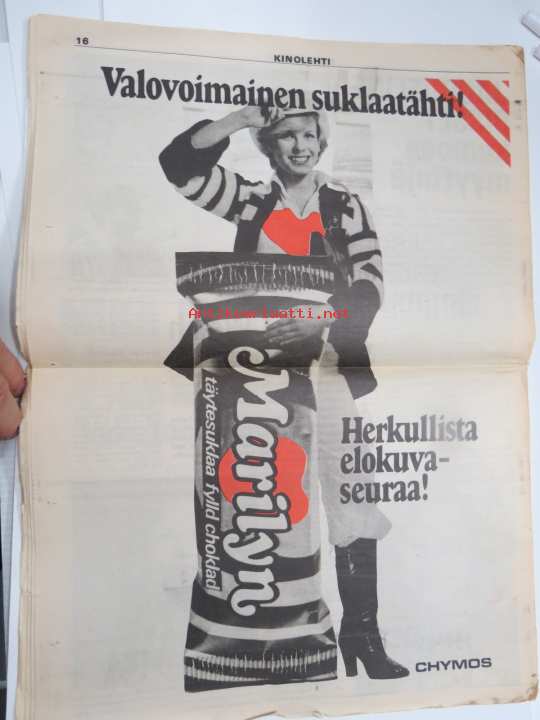 16
KINOLEHTI
Valovoimainen suklaatähti!
Antikvariaatti.net
Marilyn
täytesuklaa fylld choklad
Herkullista
elokuva-
seuraa!
CHYMOS